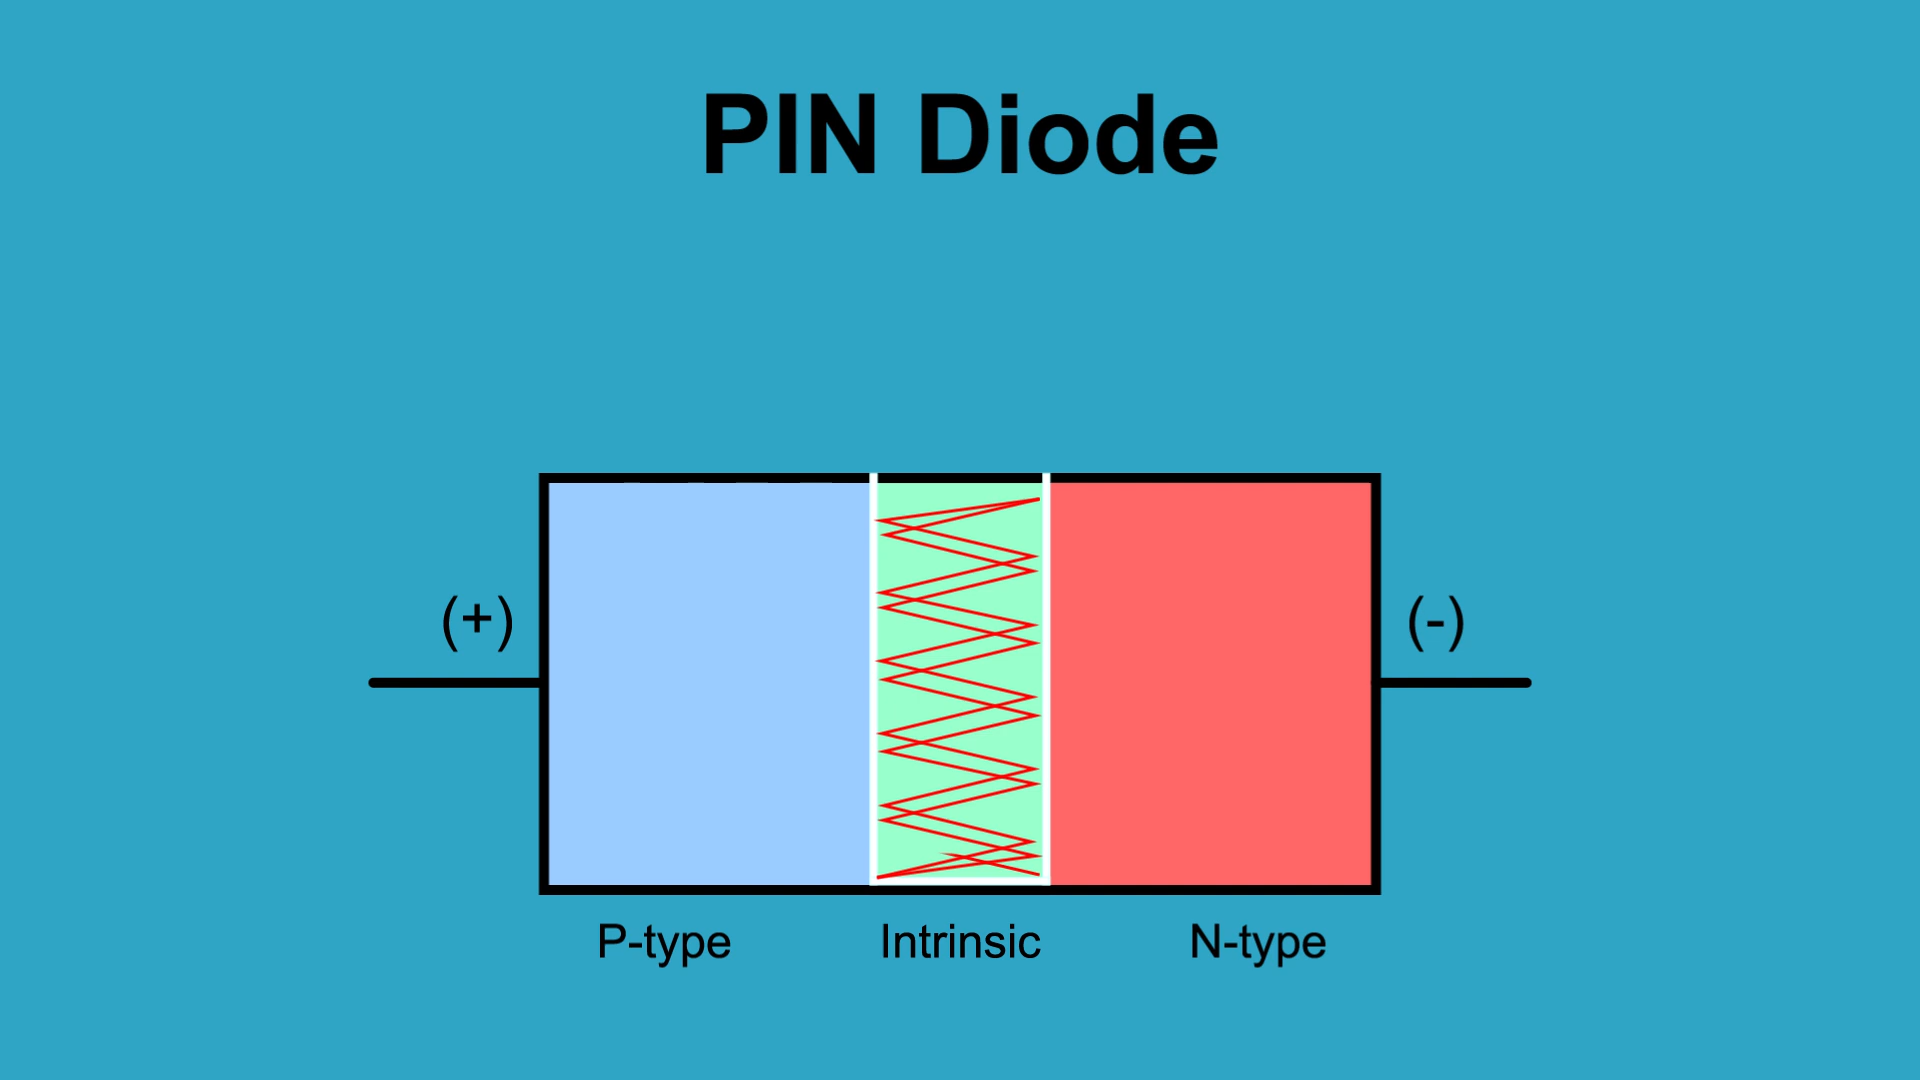 PIN Diode
(+)
(-)
P-type
Intrinsic
N-type